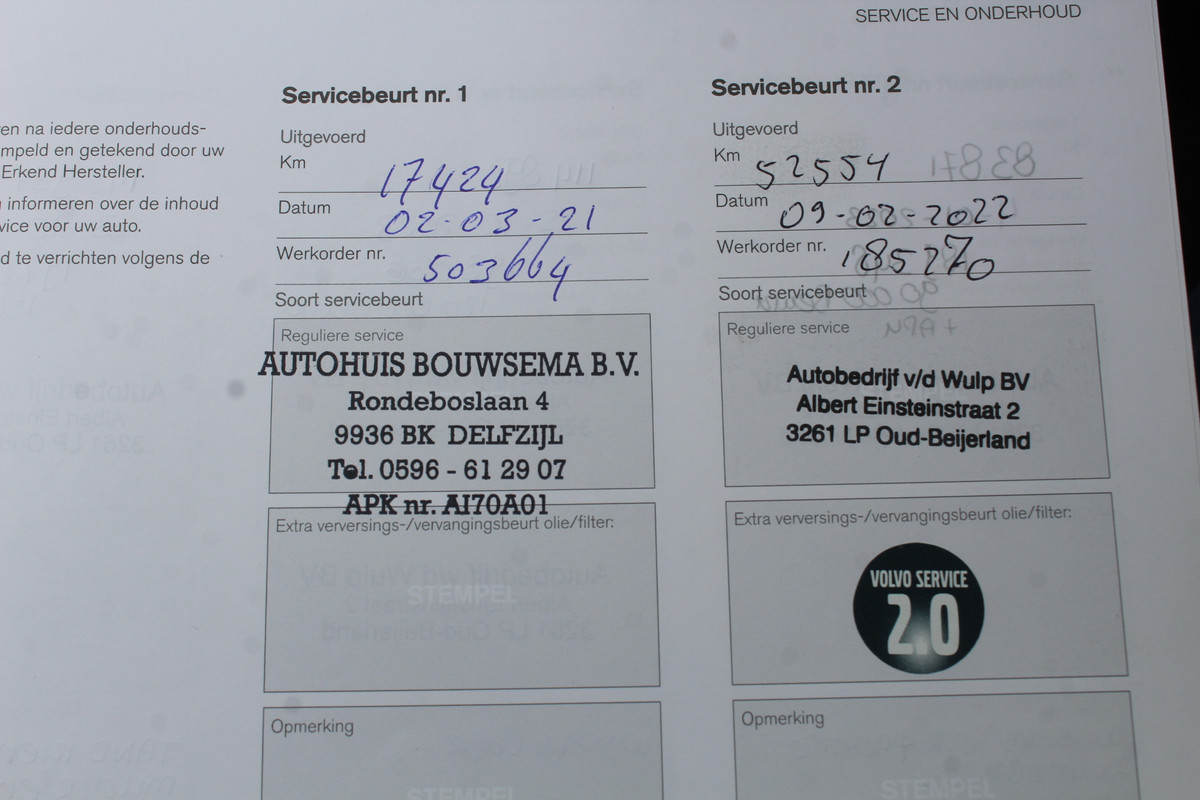 SERVICE EN ONDERHOUD
en na iedere onderhouds-
mpeld en getekend door uw
Erkend Hersteller.
informeren over de inhoud
vice voor uw auto.
d te verrichten volgens de
Servicebeurt nr. 1
Uitgevoerd
Km 17424
Datum 02-03-21
Werkorder nr. 503664
Soort servicebeurt
Reguliere service
AUTOHUIS BOUWSEMA B.V.
Rondeboslaan 4
9936 BK DELFZIJL
Tel. 0596 - 61 29 07
APK nr. AI70A01
Extra verversings-/vervangingsbeurt olie/filter:
STEMPEL
Opmerking
STEMPEL
Servicebeurt nr. 2
Uitgevoerd
Km 52554
Datum 09-02-2022
Werkorder nr. 185270
Soort servicebeurt
Reguliere service
Autobedrijf v/d Wulp BV
Albert Einsteinstraat 2
3261 LP Oud-Beijerland
Extra verversings-/vervangingsbeurt olie/filter:
VOLVO SERVICE
2.0
Opmerking
STEMPEL